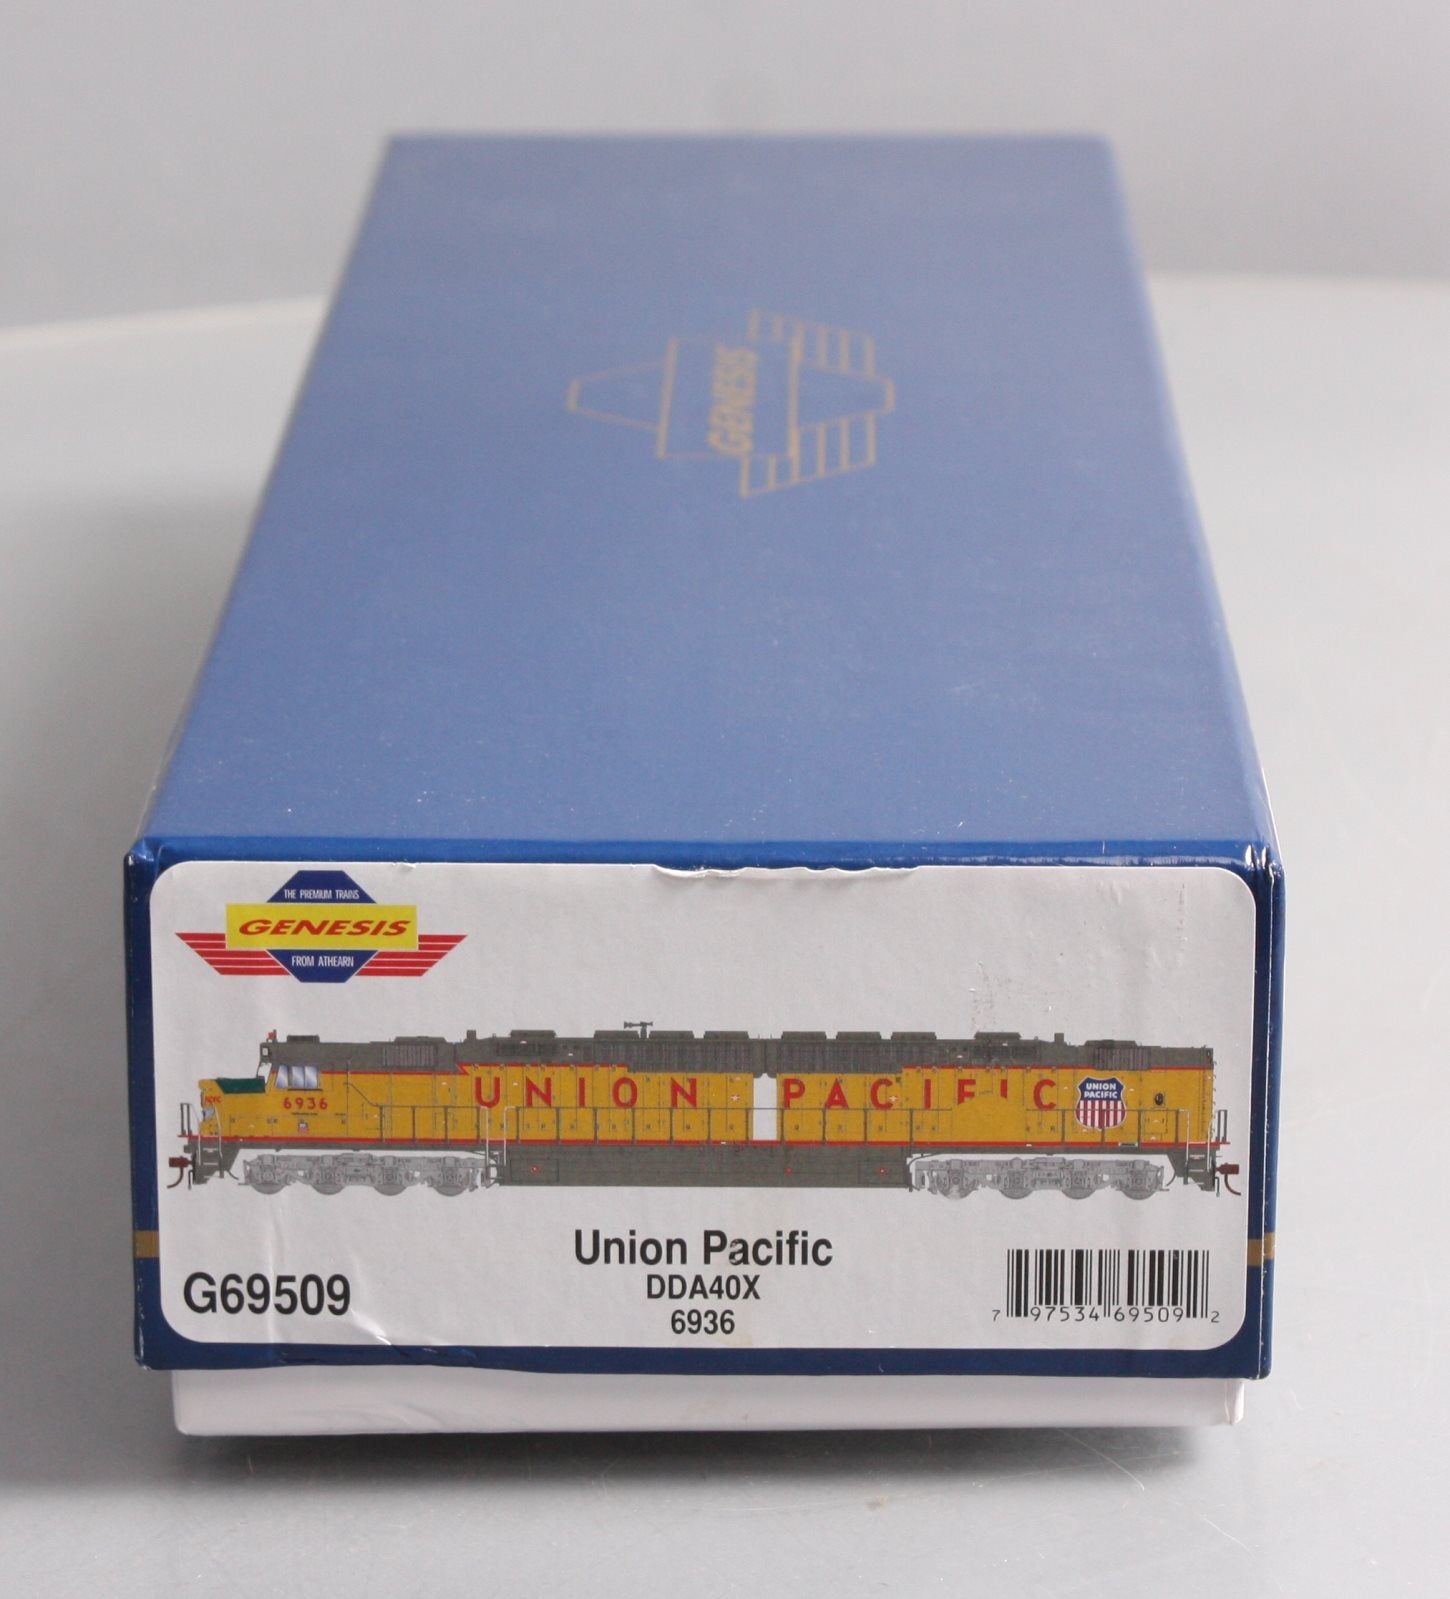 GENESIS
THE PREMIUM TRAINS
GENESIS
FROM ATHEARN
6936
UNION PACIFIC
UNION
PACIFIC
Union Pacific
DDA40X
6936
G69509
7 97534 69509 2